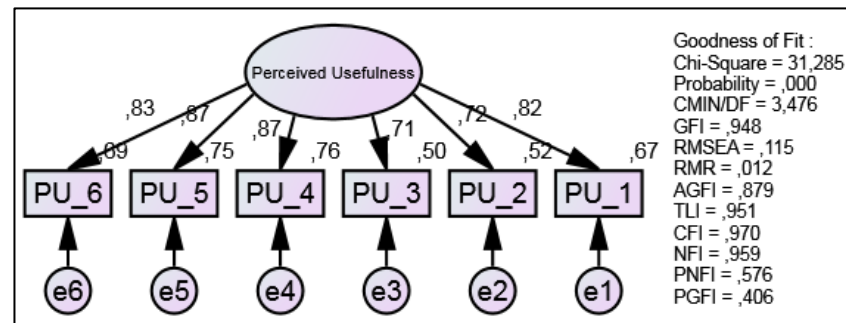 Perceived Usefulness
,83
,87
,87
,71
,72
,82
,69
,75
,76
,50
,52
,67
PU_6
PU_5
PU_4
PU_3
PU_2
PU_1
e6
e5
e4
e3
e2
e1
Goodness of Fit :
Chi-Square = 31,285
Probability = ,000
CMIN/DF = 3,476
GFI = ,948
RMSEA = ,115
RMR = ,012
AGFI = ,879
TLI = ,951
CFI = ,970
NFI = ,959
PNFI = ,576
PGFI = ,406